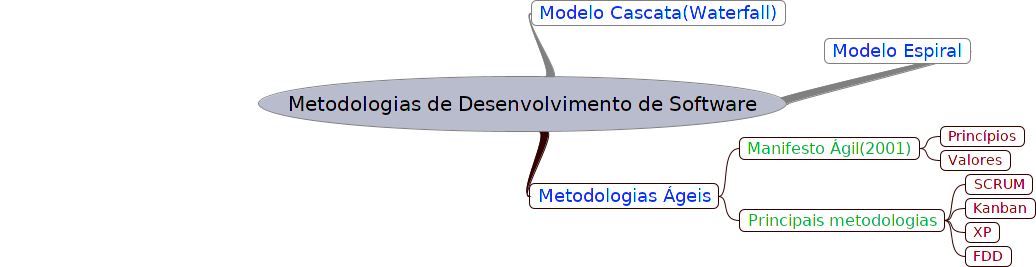 Modelo Cascata(Waterfall)
Modelo Espiral
Metodologias de Desenvolvimento de Software
Metodologias Ágeis
Manifesto Ágil(2001)
Princípios
Valores
Principais metodologias
SCRUM
Kanban
XP
FDD